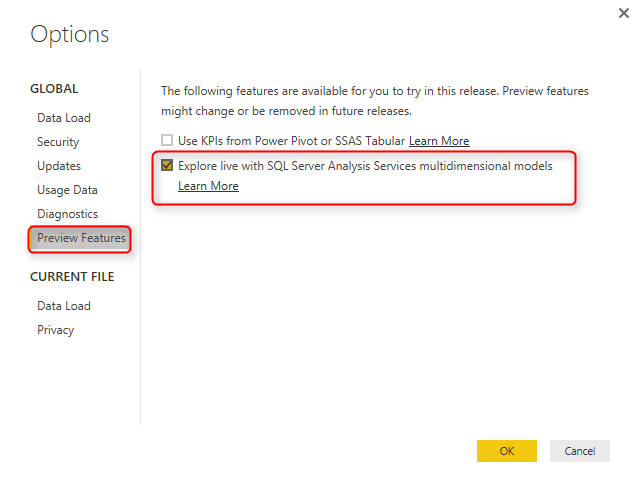 Options
GLOBAL
Data Load
Security
Updates
Usage Data
Diagnostics
Preview Features
CURRENT FILE
Data Load
Privacy
The following features are available for you to try in this release. Preview features
might change or be removed in future releases.
Use KPIs from Power Pivot or SSAS Tabular Learn More
Explore live with SQL Server Analysis Services multidimensional models
Learn More
OK
Cancel